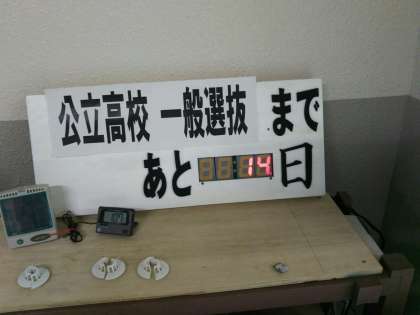 公立高校 一般選抜 まで
あと 14 日